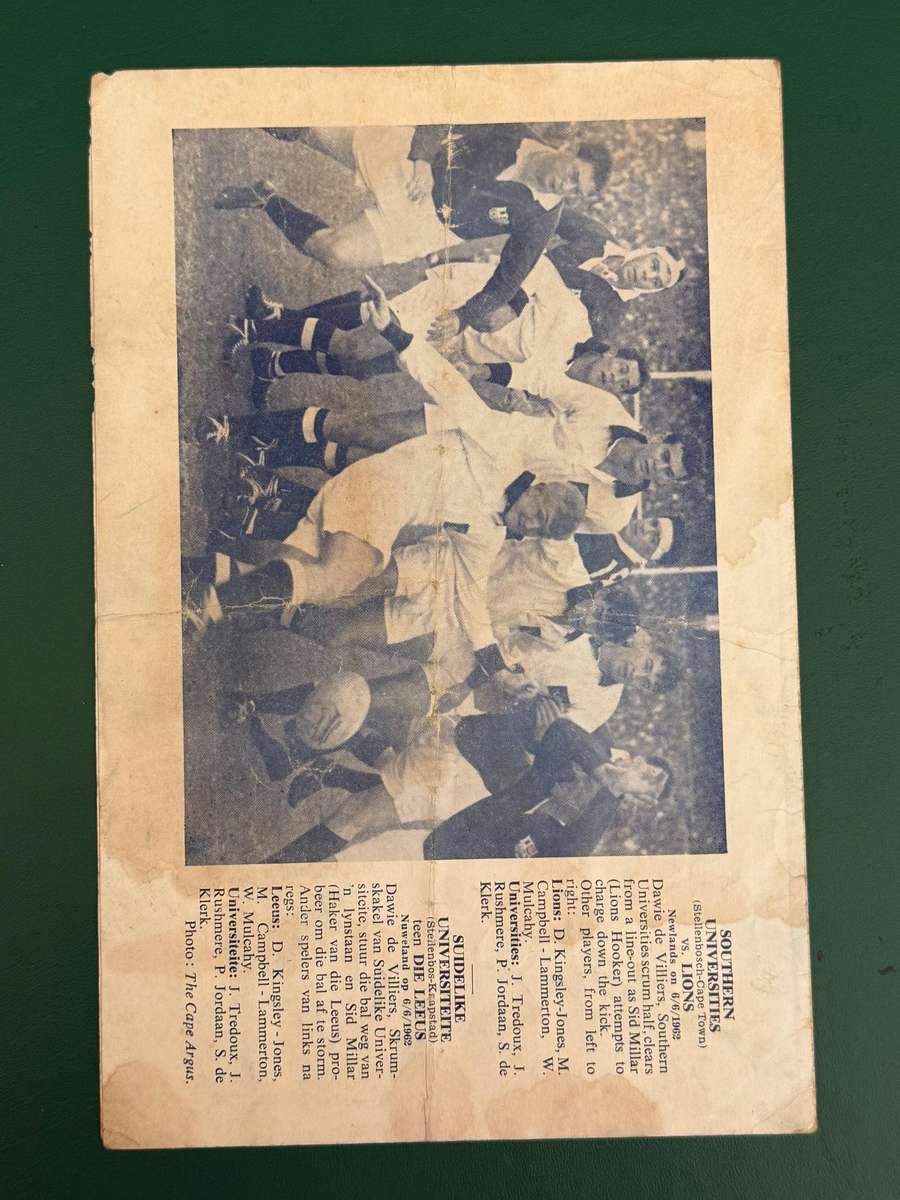 SOUTHERN
UNIVERSITIES
(Stellenbosch-Cape Town)
vs. LIONS
Newlands on 6/6/1962
Dawie de Villiers, Southern
Universities scrum half, clears
from a line-out as Sid Millar
(Lions Hooker) attempts to
charge down the kick.
Other players, from left to
right:
Lions: D. Kingsley-Jones, M.
Campbell - Lammerton, W.
Mulcahy.
Universities: J. Tredoux, J.
Rushmere, P. Jordaan, S. de
Klerk.
SUIDELIKE
UNIVERSITEITE
(Stellenbos-Kaapstad)
teen DIE LEEUS
Nuweland op 6/6/1962
Dawie de Villiers, Skrum-
skakel van Suidelike Univer-
siteite, stuur die bal weg van
'n lynstaan en Sid Millar
(Haker van die Leeus) pro-
beer om die bal af te storm.
Ander spelers van links na
regs:
Leeus: D. Kingsley - Jones,
M. Campbell - Lammerton,
W. Mulcahy.
Universiteite: J. Tredoux, J.
Rushmere, P. Jordaan, S. de
Klerk.
Photo: The Cape Argus.